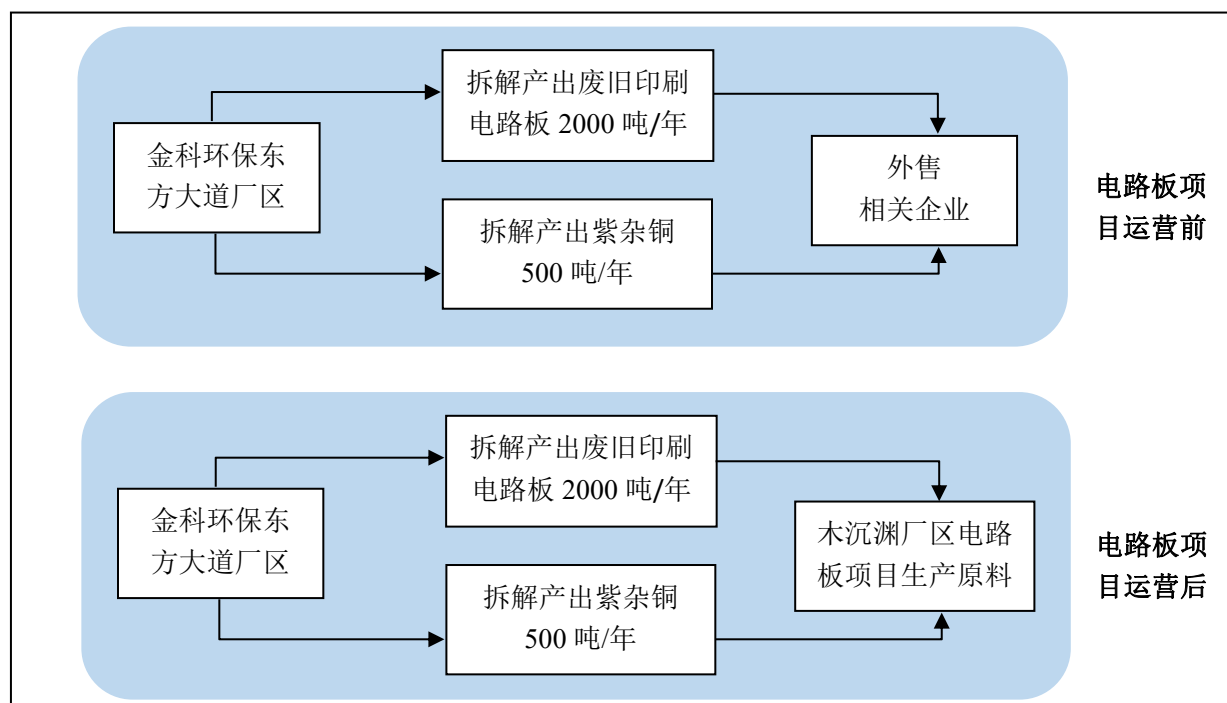 拆解产出废旧印刷
电路板 2000 吨/年
金科环保东
方大道厂区
外售
相关企业
拆解产出紫杂铜
500 吨/年
电路板项
目运营前
拆解产出废旧印刷
电路板 2000 吨/年
金科环保东
方大道厂区
木沉渊厂区电路
板项目生产原料
拆解产出紫杂铜
500 吨/年
电路板项
目运营后